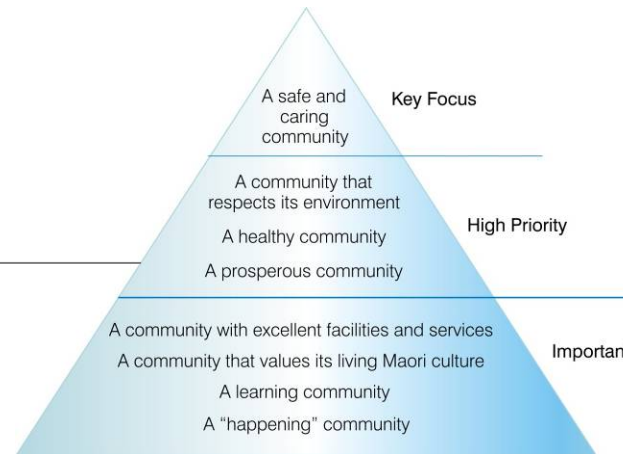 A safe and
caring
community
Key Focus
A community that
respects its environment
A healthy community
High Priority
A prosperous community
A community with excellent facilities and services
A community that values its living Maori culture
Importan
A learning community
A "happening" community